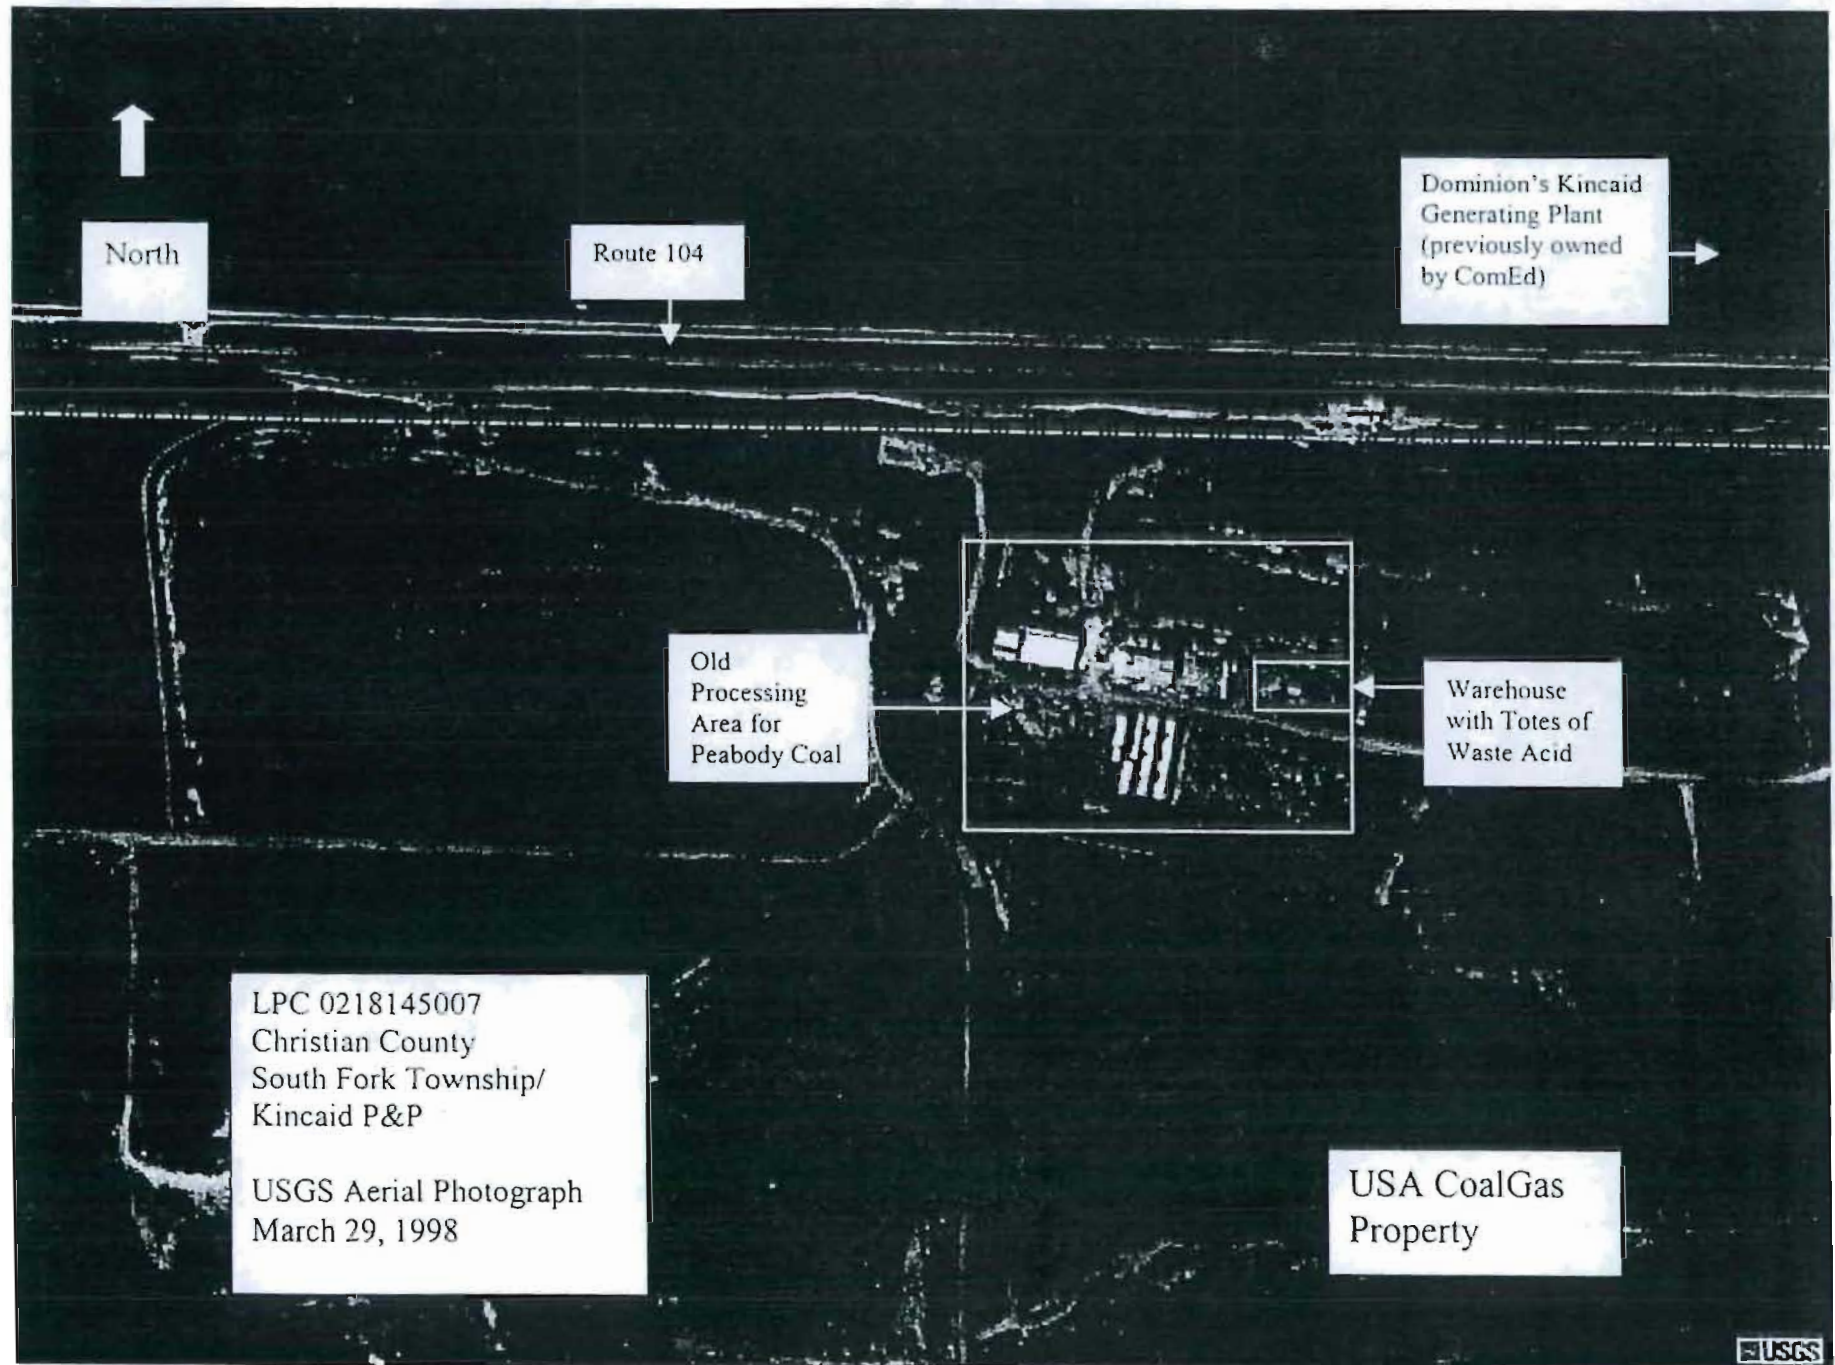 North
Route 104
Dominion's Kincaid
Generating Plant
(previously owned
by ComEd)
Old
Processing
Area for
Peabody Coal
Warehouse
with Totes of
Waste Acid
LPC 0218145007
Christian County
South Fork Township/
Kincaid P&P
USGS Aerial Photograph
March 29, 1998
USA CoalGas
Property
USGS